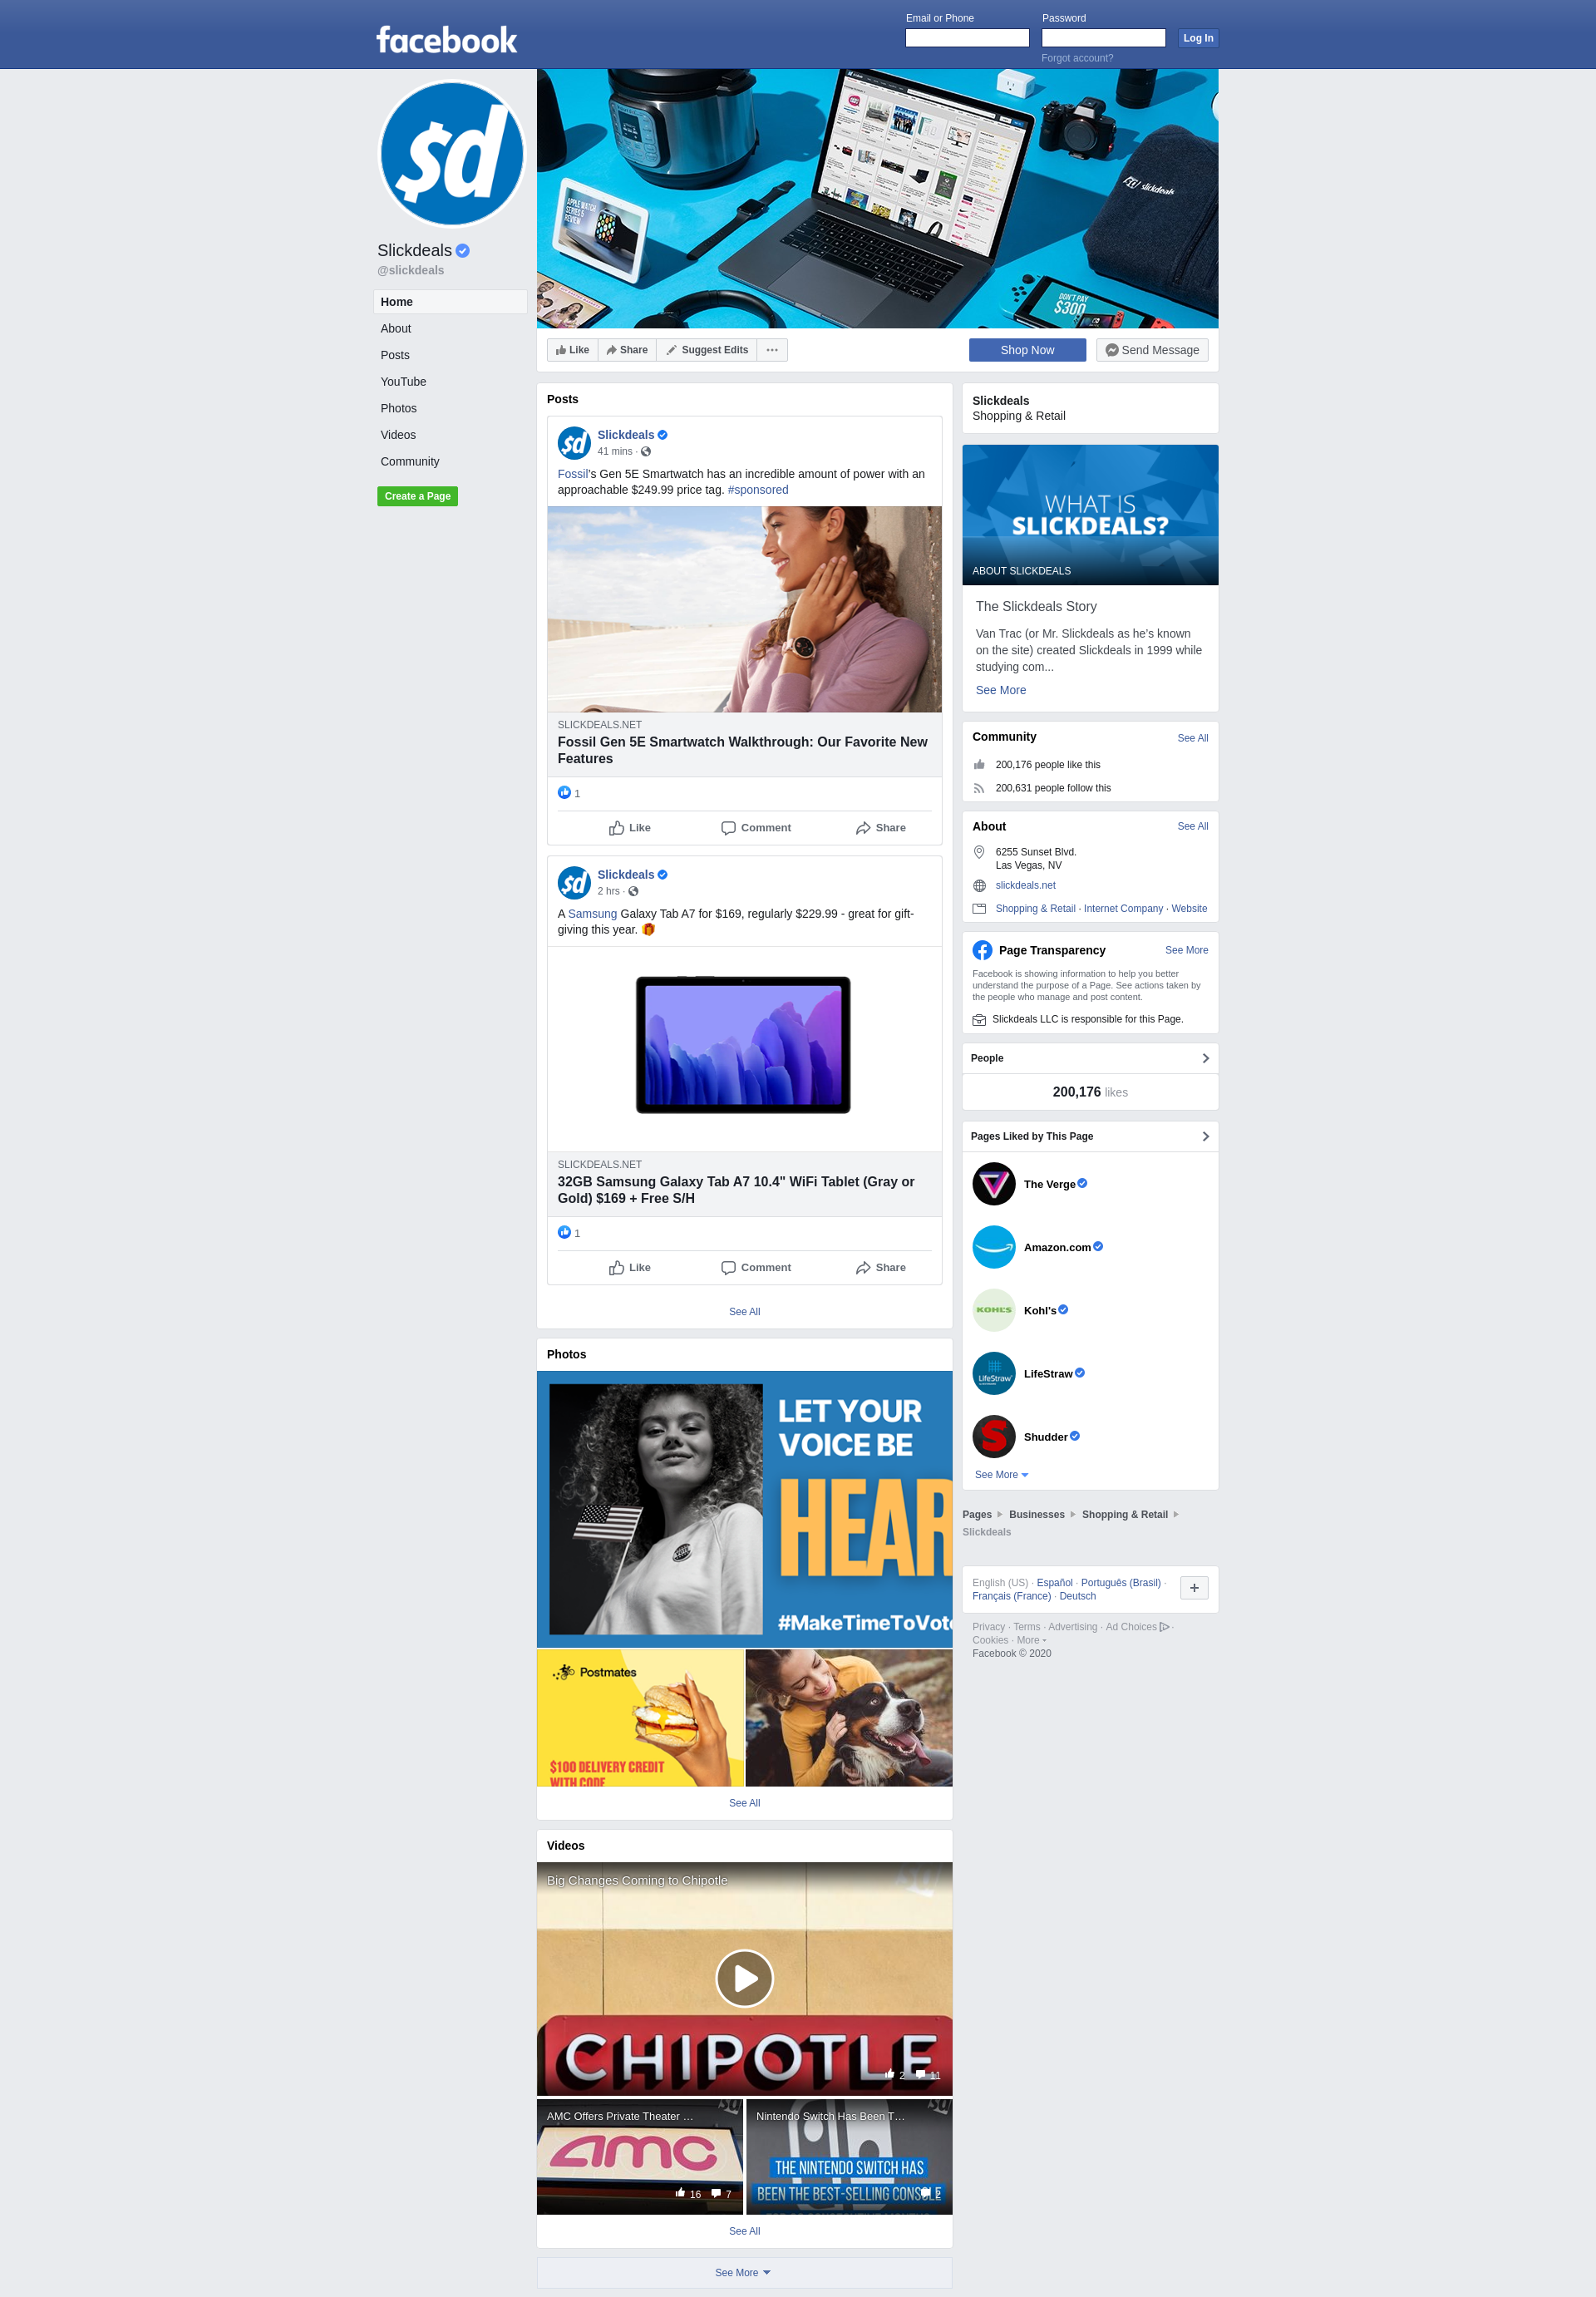 facebook
Email or Phone
Password
Log In
Forgot account?
$d
Slickdeals
@slickdeals
Home
About
Posts
YouTube
Photos
Videos
Community
Create a Page
APPLE WATCH
SERIES 5
REVIEW
slickdeals
DON'T PAY
$300
Like
Share
Suggest Edits
Shop Now
Send Message
Posts
$d
Slickdeals
41 mins ·
Fossil's Gen 5E Smartwatch has an incredible amount of power with an
approachable $249.99 price tag. #sponsored
SLICKDEALS.NET
Fossil Gen 5E Smartwatch Walkthrough: Our Favorite New
Features
1
Like
Comment
Share
$d
Slickdeals
2 hrs ·
A Samsung Galaxy Tab A7 for $169, regularly $229.99 - great for gift-
giving this year. 🎁
SLICKDEALS.NET
32GB Samsung Galaxy Tab A7 10.4" WiFi Tablet (Gray or
Gold) $169 + Free S/H
1
Like
Comment
Share
See All
Photos
LET YOUR
VOICE BE
HEAR
#MakeTimeToVote
Postmates
$100 DELIVERY CREDIT
WITH CODE
See All
Videos
Big Changes Coming to Chipotle
CHIPOTLE
2
11
AMC Offers Private Theater …
amc
16
7
Nintendo Switch Has Been T…
THE NINTENDO SWITCH HAS
BEEN THE BEST-SELLING CONSOLE
2
See All
See More
Slickdeals
Shopping & Retail
WHAT IS
SLICKDEALS?
ABOUT SLICKDEALS
The Slickdeals Story
Van Trac (or Mr. Slickdeals as he's known
on the site) created Slickdeals in 1999 while
studying com...
See More
Community
See All
200,176 people like this
200,631 people follow this
About
See All
6255 Sunset Blvd.
Las Vegas, NV
slickdeals.net
Shopping & Retail · Internet Company · Website
Page Transparency
See More
Facebook is showing information to help you better
understand the purpose of a Page. See actions taken by
the people who manage and post content.
Slickdeals LLC is responsible for this Page.
People
200,176 likes
Pages Liked by This Page
The Verge
Amazon.com
KOHL'S
Kohl's
LifeStraw
LifeStraw
Shudder
See More
Pages
Businesses
Shopping & Retail
Slickdeals
English (US) · Español · Português (Brasil) ·
Français (France) · Deutsch
Privacy · Terms · Advertising · Ad Choices ·
Cookies · More
Facebook © 2020